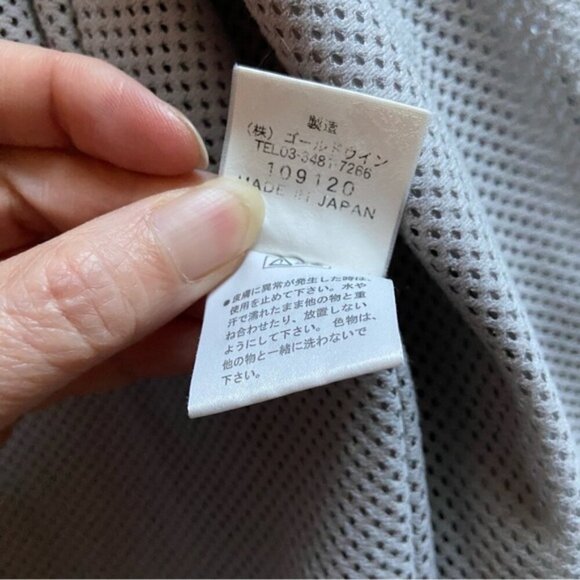 製造
(株) ゴールドウイン
TEL03-3481-7266
109120
MADE IN JAPAN
●皮膚に異常が発生した時は、
使用を止めて下さい。水や
汗で濡れたまま他の物と重
ね合わせたり、放置しない
ようにして下さい。色物は、
他の物と一緒に洗わないで
下さい。